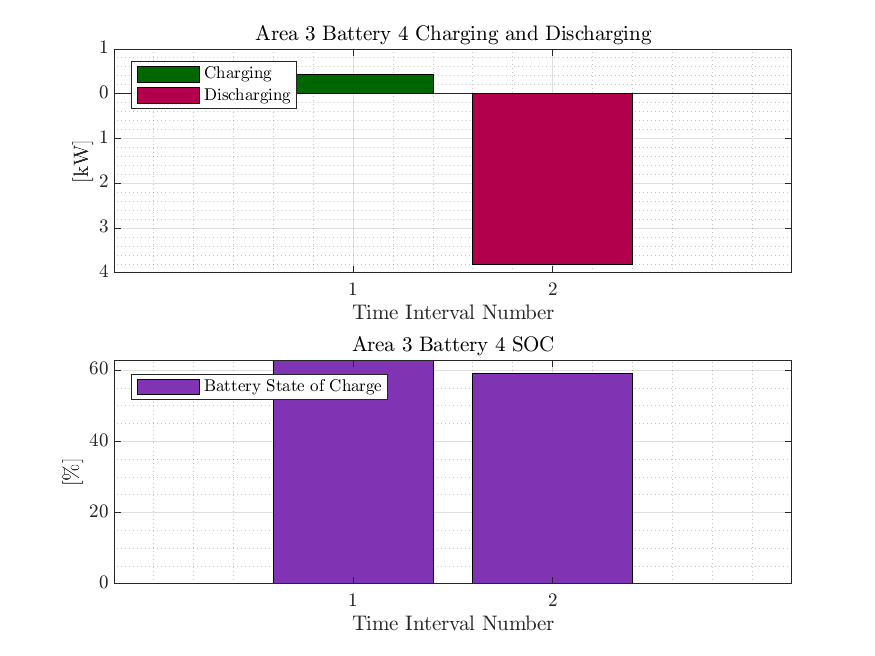 Area 3 Battery 4 Charging and Discharging
1
0
1
2
3
4
[kW]
Charging
Discharging
1 2
Time Interval Number
Area 3 Battery 4 SOC
60
40
20
0
[%]
Battery State of Charge
1 2
Time Interval Number